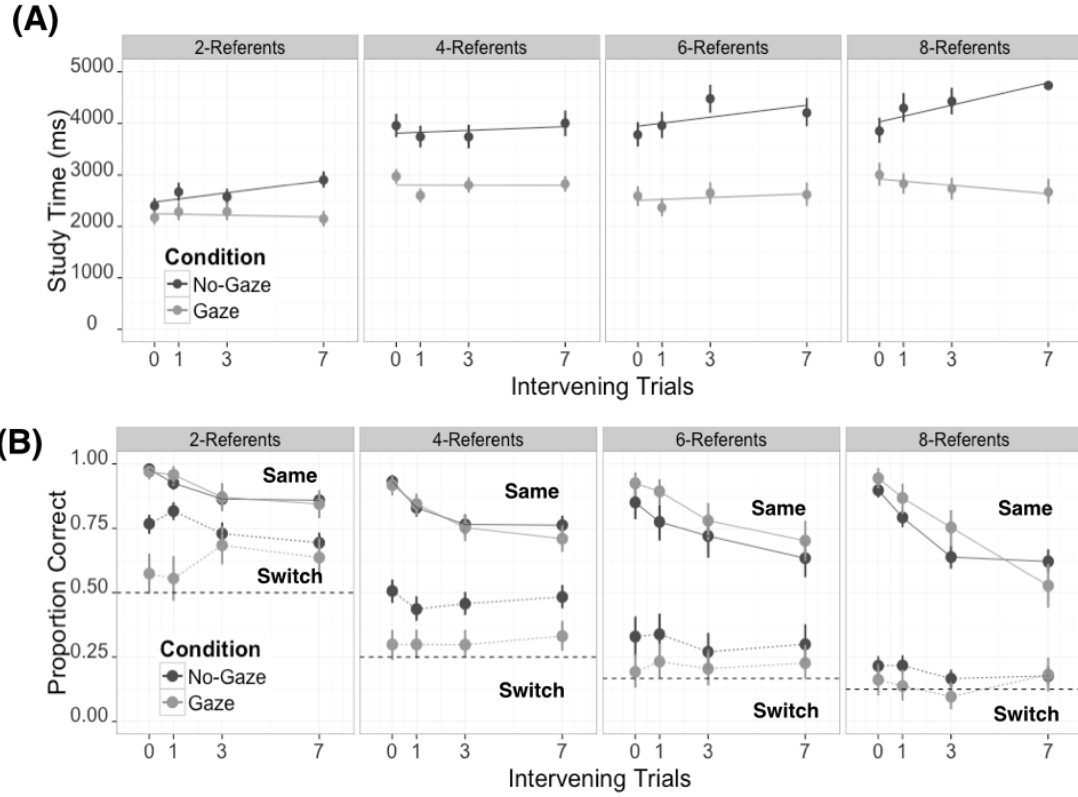 (A)
2-Referents 4-Referents 6-Referents 8-Referents
5000
4000
3000
2000
1000
0
Study Time (ms)
Condition
No-Gaze
Gaze
0 1 3 7 0 1 3 7 0 1 3 7 0 1 3 7
Intervening Trials
(B)
2-Referents 4-Referents 6-Referents 8-Referents
1.00
0.75
0.50
0.25
0.00
Proportion Correct
Same Same Same Same
Switch Switch Switch Switch
Condition
No-Gaze
Gaze
0 1 3 7 0 1 3 7 0 1 3 7 0 1 3 7
Intervening Trials